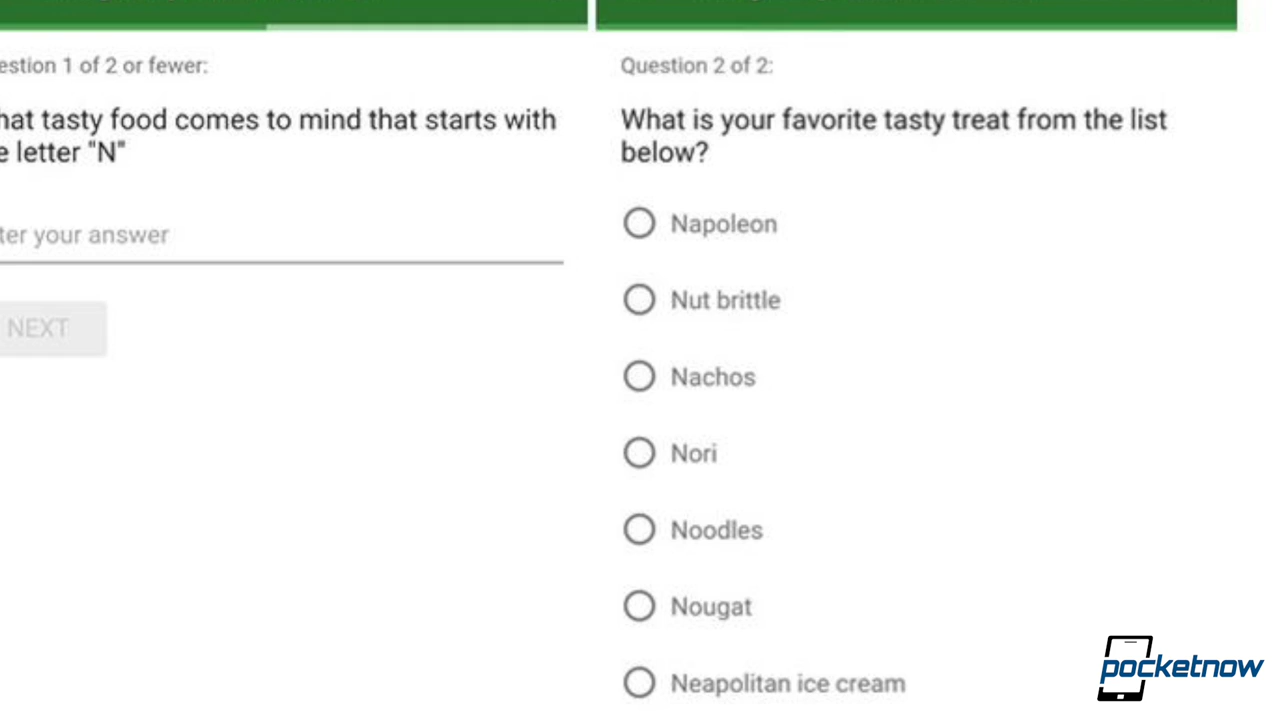 estion 1 of 2 or fewer:
hat tasty food comes to mind that starts with
e letter "N"
ter your answer
NEXT
Question 2 of 2:
What is your favorite tasty treat from the list
below?
Napoleon
Nut brittle
Nachos
Nori
Noodles
Nougat
Neapolitan ice cream
pocketnow